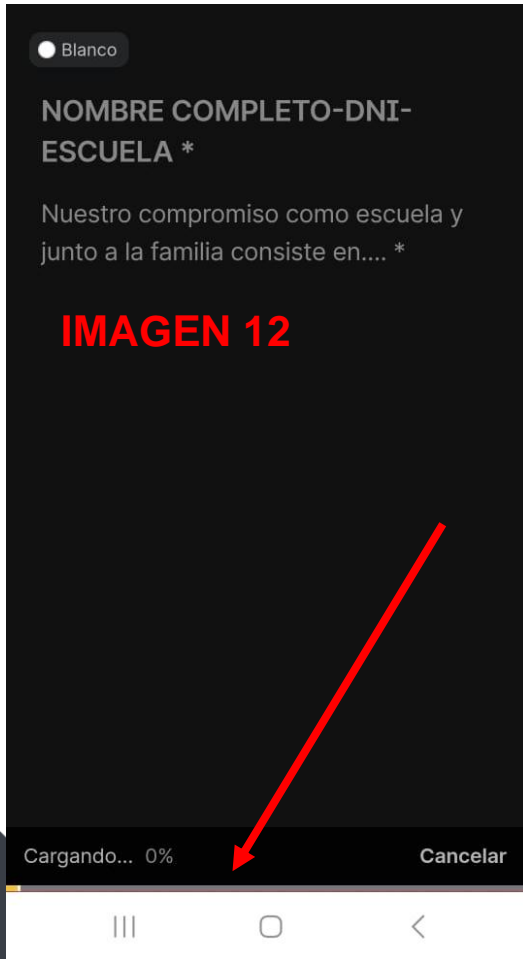 Blanco
NOMBRE COMPLETO-DNI-
ESCUELA *
Nuestro compromiso como escuela y
junto a la familia consiste en.... *
IMAGEN 12
Cargando... 0% Cancelar